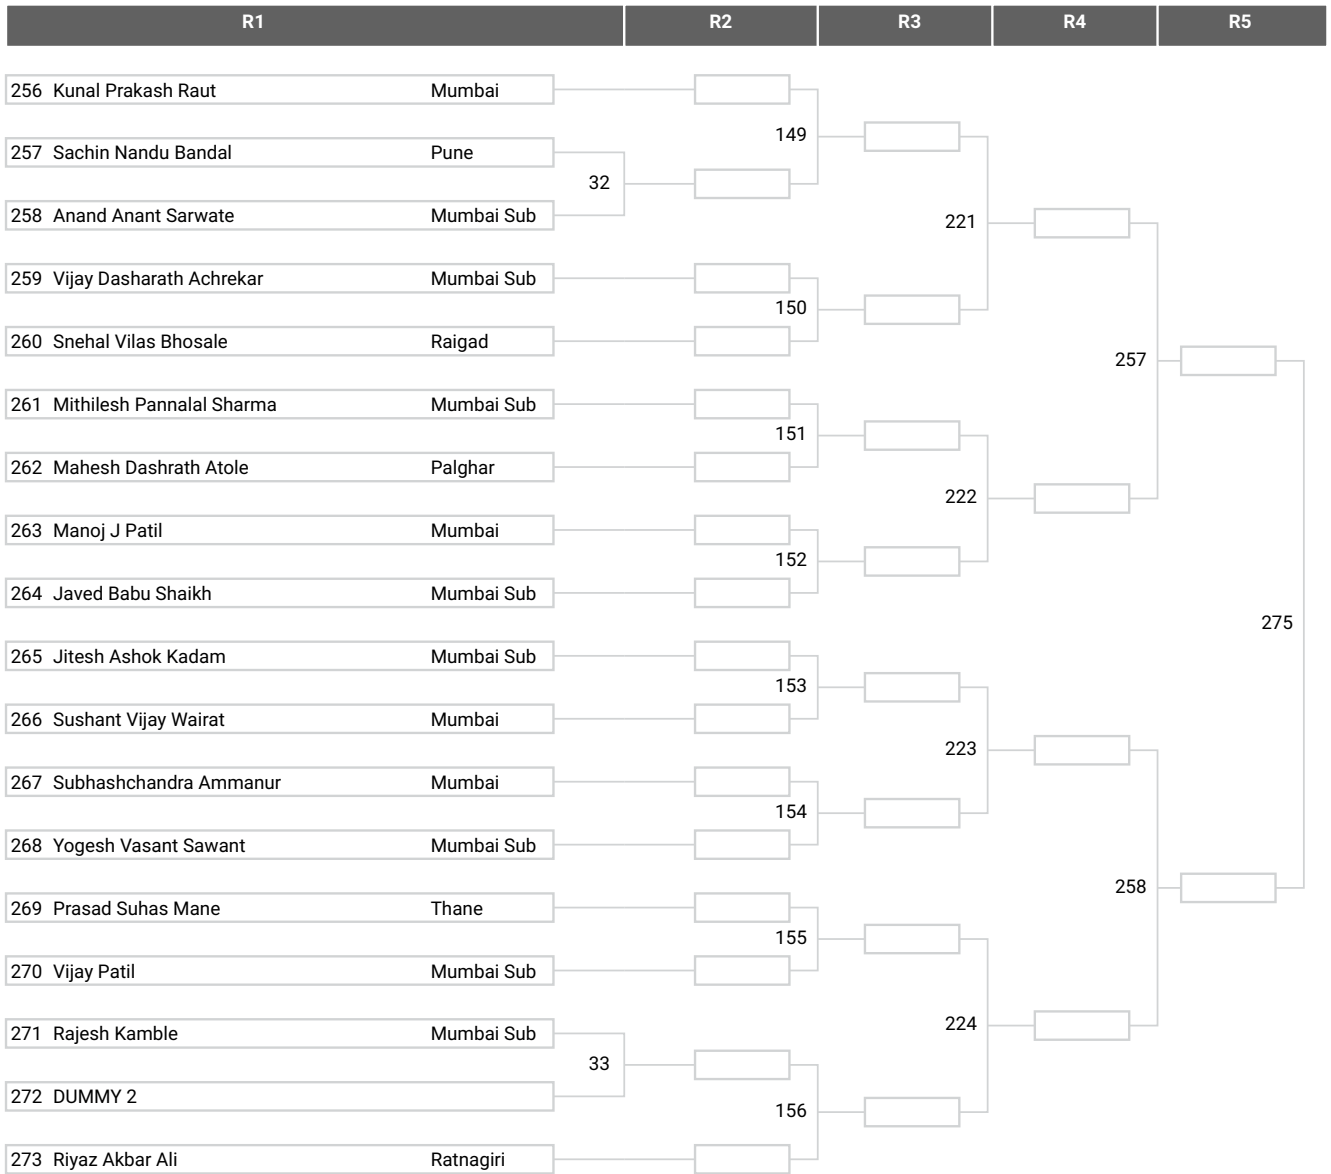 R1 R2 R3 R4 R5
256 Kunal Prakash Raut Mumbai
149
257 Sachin Nandu Bandal Pune
32
258 Anand Anant Sarwate Mumbai Sub
221
259 Vijay Dasharath Achrekar Mumbai Sub
150
260 Snehal Vilas Bhosale Raigad
257
261 Mithilesh Pannalal Sharma Mumbai Sub
151
262 Mahesh Dashrath Atole Palghar
222
263 Manoj J Patil Mumbai
152
264 Javed Babu Shaikh Mumbai Sub
275
265 Jitesh Ashok Kadam Mumbai Sub
153
266 Sushant Vijay Wairat Mumbai
223
267 Subhashchandra Ammanur Mumbai
154
268 Yogesh Vasant Sawant Mumbai Sub
258
269 Prasad Suhas Mane Thane
155
270 Vijay Patil Mumbai Sub
224
271 Rajesh Kamble Mumbai Sub
33
272 DUMMY 2
156
273 Riyaz Akbar Ali Ratnagiri